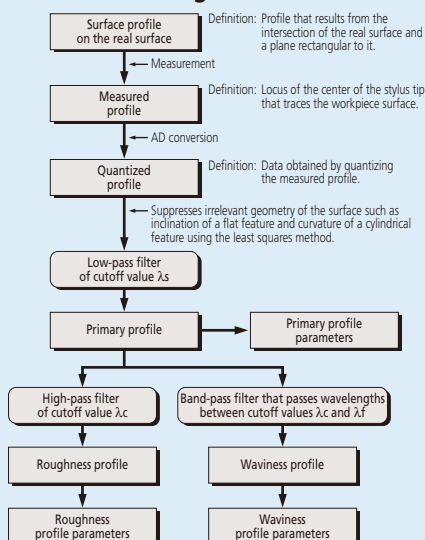 Surface profile
on the real surface
Definition: Profile that results from the
intersection of the real surface and
a plane rectangular to it.
Measurement
Measured
profile
Definition: Locus of the center of the stylus tip
that traces the workpiece surface.
AD conversion
Quantized
profile
Definition: Data obtained by quantizing
the measured profile.
Suppresses irrelevant geometry of the surface such as
inclination of a flat feature and curvature of a cylindrical
feature using the least squares method.
Low-pass filter
of cutoff value λs
Primary profile
Primary profile
parameters
High-pass filter
of cutoff value λc
Band-pass filter that passes wavelengths
between cutoff values λc and λf
Roughness profile
Waviness profile
Roughness
profile parameters
Waviness
profile parameters